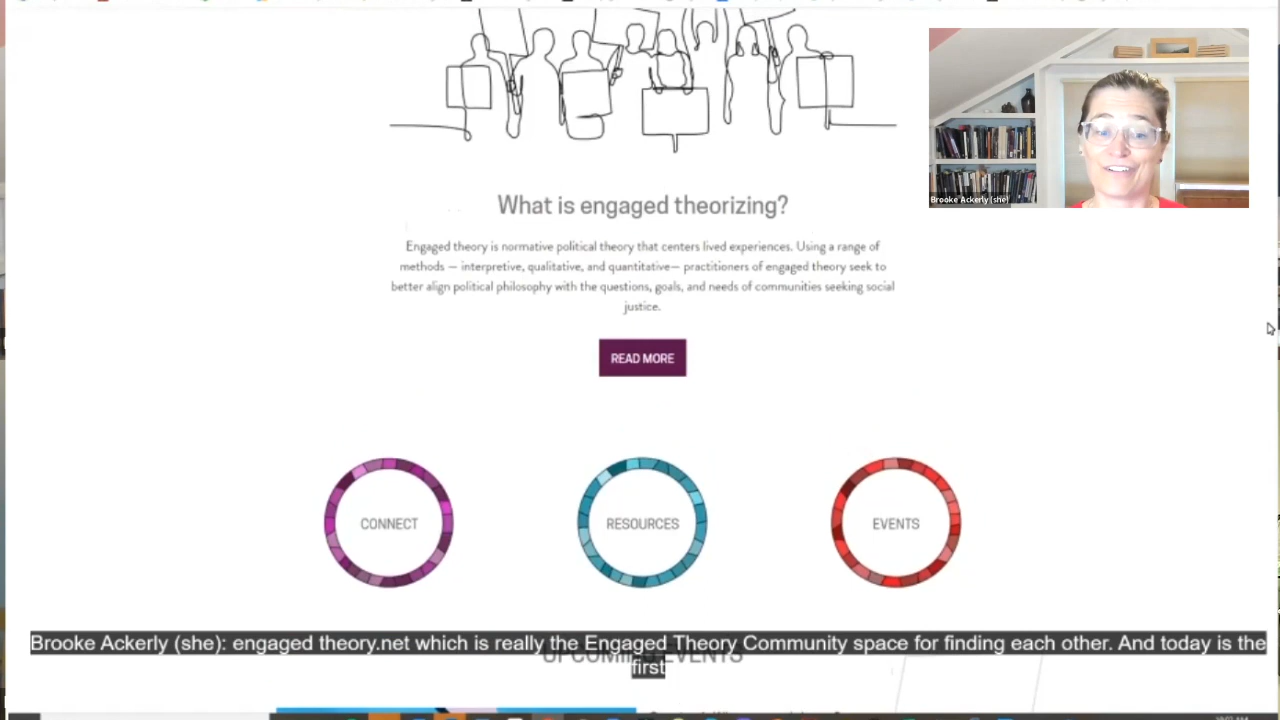 Brooke Ackerly (she)
What is engaged theorizing?
Engaged theory is normative political theory that centers lived experiences. Using a range of
methods — interpretive, qualitative, and quantitative— practitioners of engaged theory seek to
better align political philosophy with the questions, goals, and needs of communities seeking social
justice.
READ MORE
CONNECT
RESOURCES
EVENTS
Brooke Ackerly (she): engaged theory.net which is really the Engaged Theory Community space for finding each other. And today is the
first
UPCOMING EVENTS